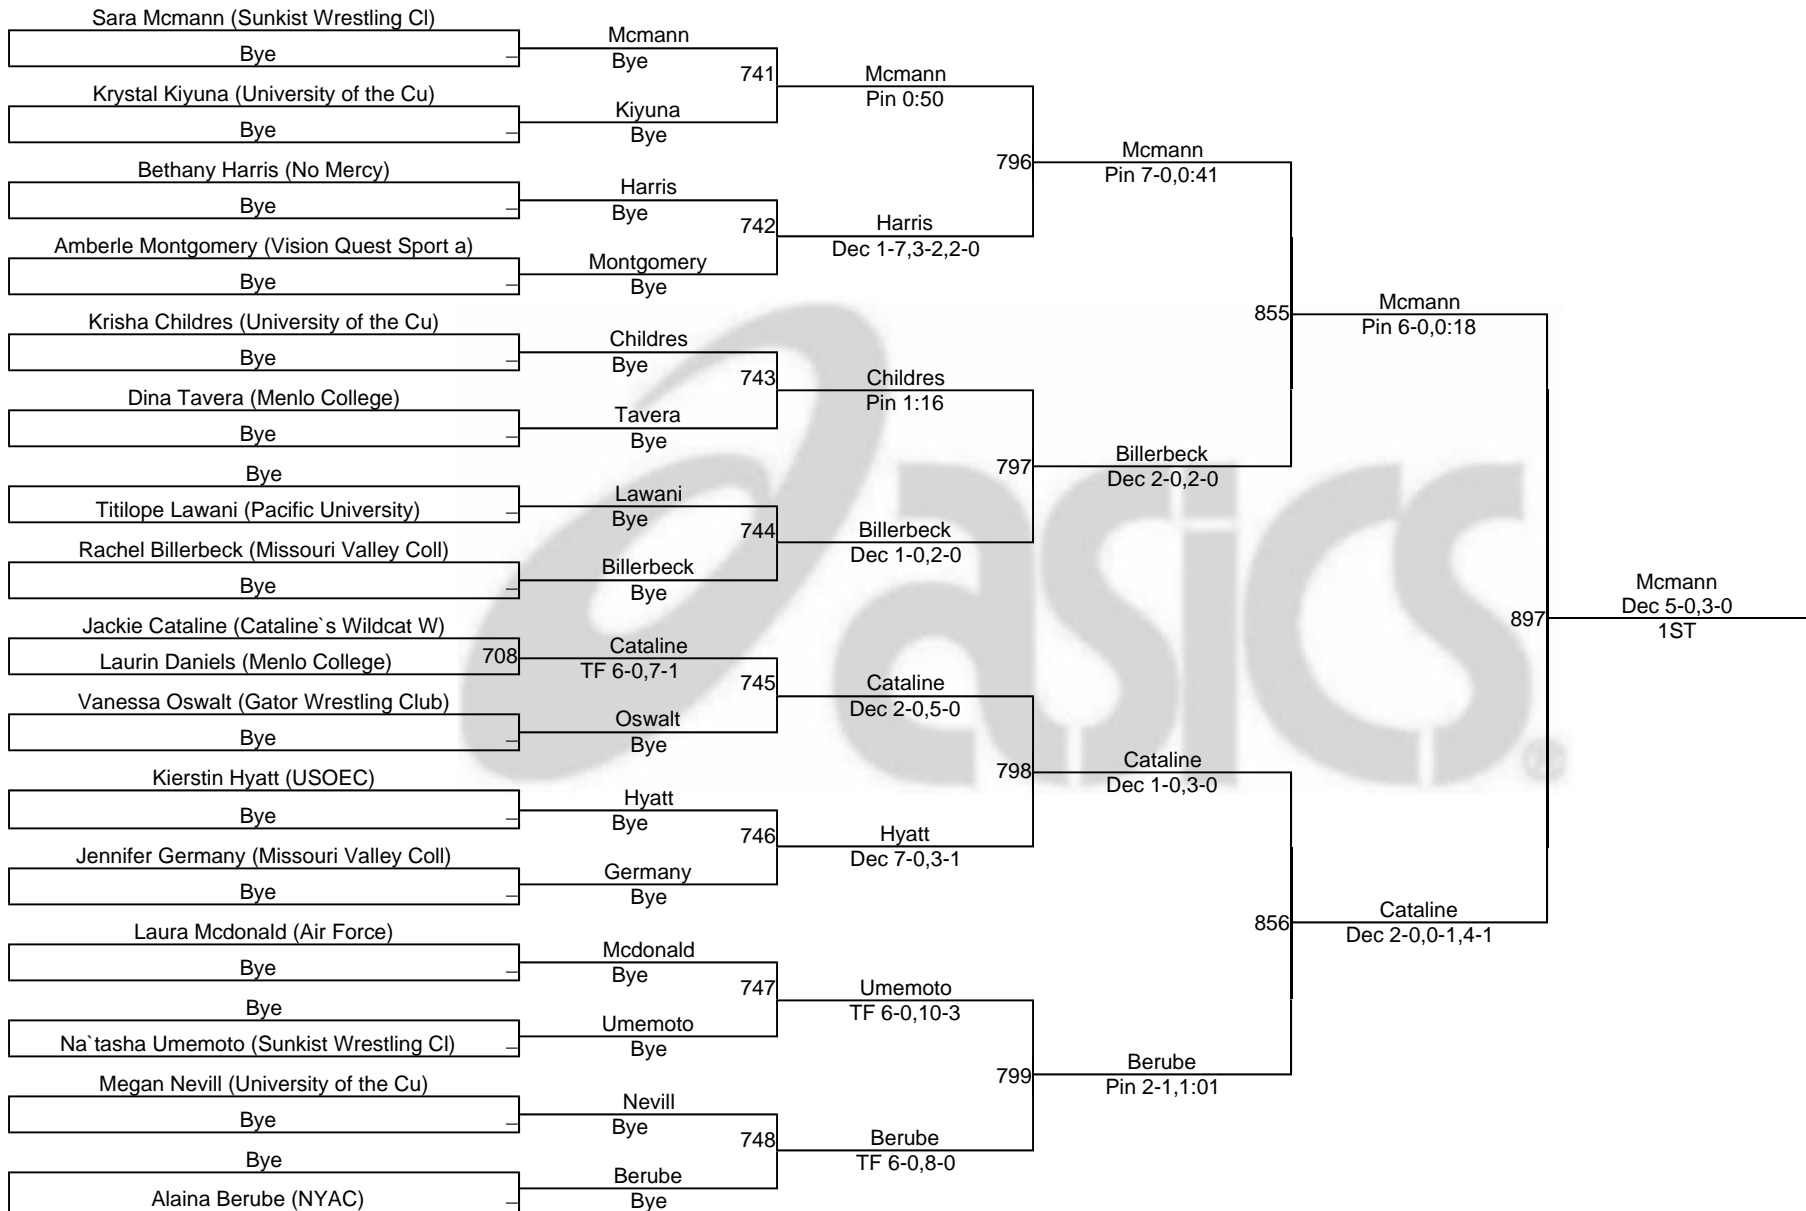 Sara Mcmann (Sunkist Wrestling Cl)
Bye
Krystal Kiyuna (University of the Cu)
Bye
Bethany Harris (No Mercy)
Bye
Amberle Montgomery (Vision Quest Sport a)
Bye
Krisha Childres (University of the Cu)
Bye
Dina Tavera (Menlo College)
Bye
Bye
Titilope Lawani (Pacific University)
Rachel Billerbeck (Missouri Valley Coll)
Bye
Jackie Cataline (Cataline`s Wildcat W)
Laurin Daniels (Menlo College)
708
Vanessa Oswalt (Gator Wrestling Club)
Bye
Kierstin Hyatt (USOEC)
Bye
Jennifer Germany (Missouri Valley Coll)
Bye
Laura Mcdonald (Air Force)
Bye
Bye
Na`tasha Umemoto (Sunkist Wrestling Cl)
Megan Nevill (University of the Cu)
Bye
Bye
Alaina Berube (NYAC)
Mcmann
Bye
741
Kiyuna
Bye
Harris
Bye
742
Montgomery
Bye
Childres
Bye
743
Tavera
Bye
Lawani
Bye
744
Billerbeck
Bye
Cataline
TF 6-0,7-1
745
Oswalt
Bye
Hyatt
Bye
746
Germany
Bye
Mcdonald
Bye
747
Umemoto
Bye
Nevill
Bye
748
Berube
Bye
Mcmann
Pin 0:50
796
Harris
Dec 1-7,3-2,2-0
Childres
Pin 1:16
797
Billerbeck
Dec 1-0,2-0
Cataline
Dec 2-0,5-0
798
Hyatt
Dec 7-0,3-1
Umemoto
TF 6-0,10-3
799
Berube
TF 6-0,8-0
Mcmann
Pin 7-0,0:41
855
Billerbeck
Dec 2-0,2-0
Cataline
Dec 1-0,3-0
856
Berube
Pin 2-1,1:01
Mcmann
Pin 6-0,0:18
897
Cataline
Dec 2-0,0-1,4-1
Mcmann
Dec 5-0,3-0
1ST
asics®